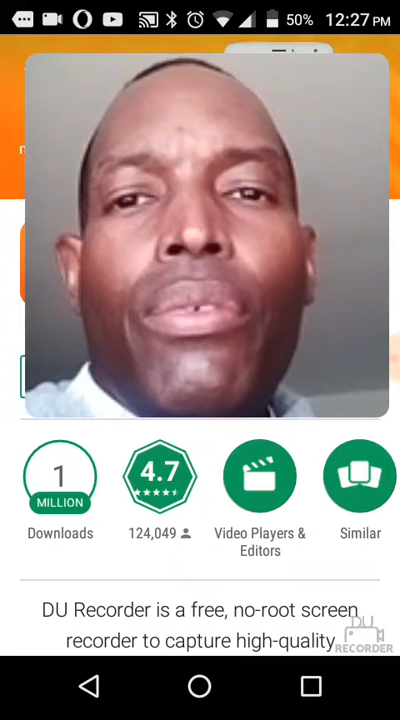 50% 12:27 PM
1
MILLION
4.7
Downloads
124,049
Video Players &
Editors
Similar
DU Recorder is a free, no-root screen
recorder to capture high-quality
DU
RECORDER